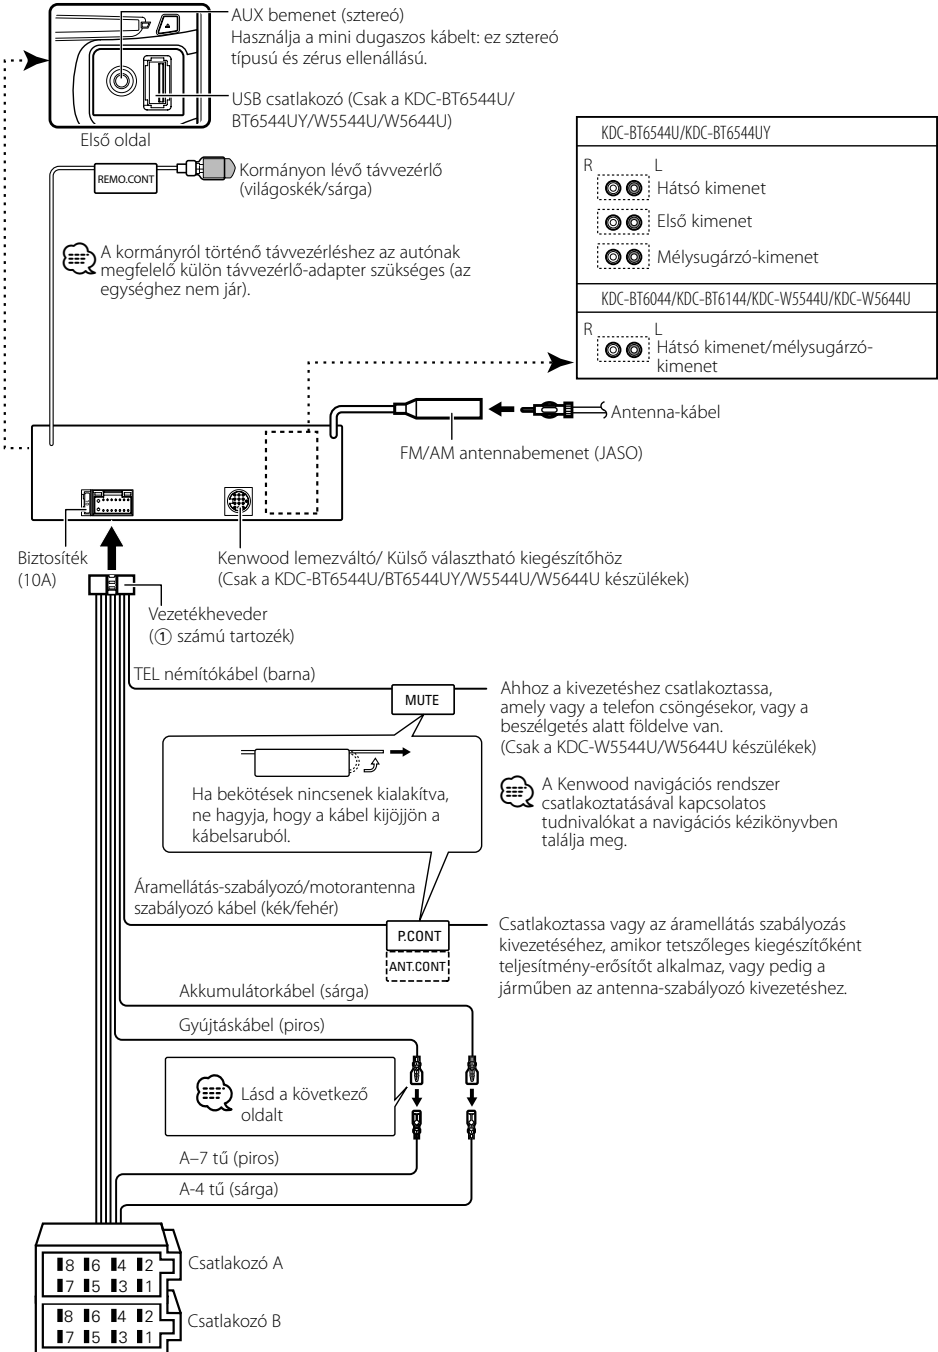 AUX bemenet (sztereó)
Használja a mini dugaszos kábelt: ez sztereó
típusú és zérus ellenállású.
USB csatlakozó (Csak a KDC-BT6544U/
BT6544UY/W5544U/W5644U)
Első oldal
REMO.CONT
Kormányon lévő távvezérlő
(világoskék/sárga)
A kormányról történő távvezérléshez az autónak
megfelelő külön távvezérlő-adapter szükséges (az
egységhez nem jár).
KDC-BT6544U/KDC-BT6544UY
R L
Hátsó kimenet
Első kimenet
Mélysugárzó-kimenet
KDC-BT6044/KDC-BT6144/KDC-W5544U/KDC-W5644U
R L
Hátsó kimenet/mélysugárzó-
kimenet
Antenna-kábel
FM/AM antennabemenet (JASO)
Biztosíték
(10A)
Kenwood lemezváltó/ Külső választható kiegészítőhöz
(Csak a KDC-BT6544U/BT6544UY/W5544U/W5644U készülékek)
Vezetékheveder
(① számú tartozék)
TEL némítókábel (barna)
MUTE
Ahhoz a kivezetéshez csatlakoztassa,
amely vagy a telefon csöngésekor, vagy a
beszélgetés alatt földelve van.
(Csak a KDC-W5544U/W5644U készülékek)
Ha bekötések nincsenek kialakítva,
ne hagyja, hogy a kábel kijöjjön a
kábelsaruból.
A Kenwood navigációs rendszer
csatlakoztatásával kapcsolatos
tudnivalókat a navigációs kézikönyvben
találja meg.
Áramellátás-szabályozó/motorantenna
szabályozó kábel (kék/fehér)
P.CONT
ANT.CONT
Csatlakoztassa vagy az áramellátás szabályozás
kivezetéséhez, amikor tetszőleges kiegészítőként
teljesítmény-erősítőt alkalmaz, vagy pedig a
járműben az antenna-szabályozó kivezetéshez.
Akkumulátorkábel (sárga)
Gyújtáskábel (piros)
Lásd a következő
oldalt
A–7 tű (piros)
A-4 tű (sárga)
8 6 4 2
7 5 3 1
Csatlakozó A
8 6 4 2
7 5 3 1
Csatlakozó B